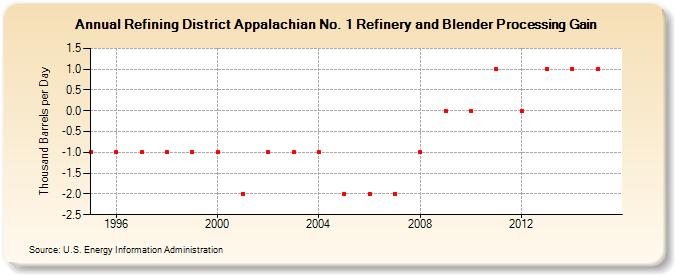 Annual Refining District Appalachian No. 1 Refinery and Blender Processing Gain
Thousand Barrels per Day
1.5
1.0
0.5
0.0
-0.5
-1.0
-1.5
-2.0
-2.5
1996 2000 2004 2008 2012
Source: U.S. Energy Information Administration